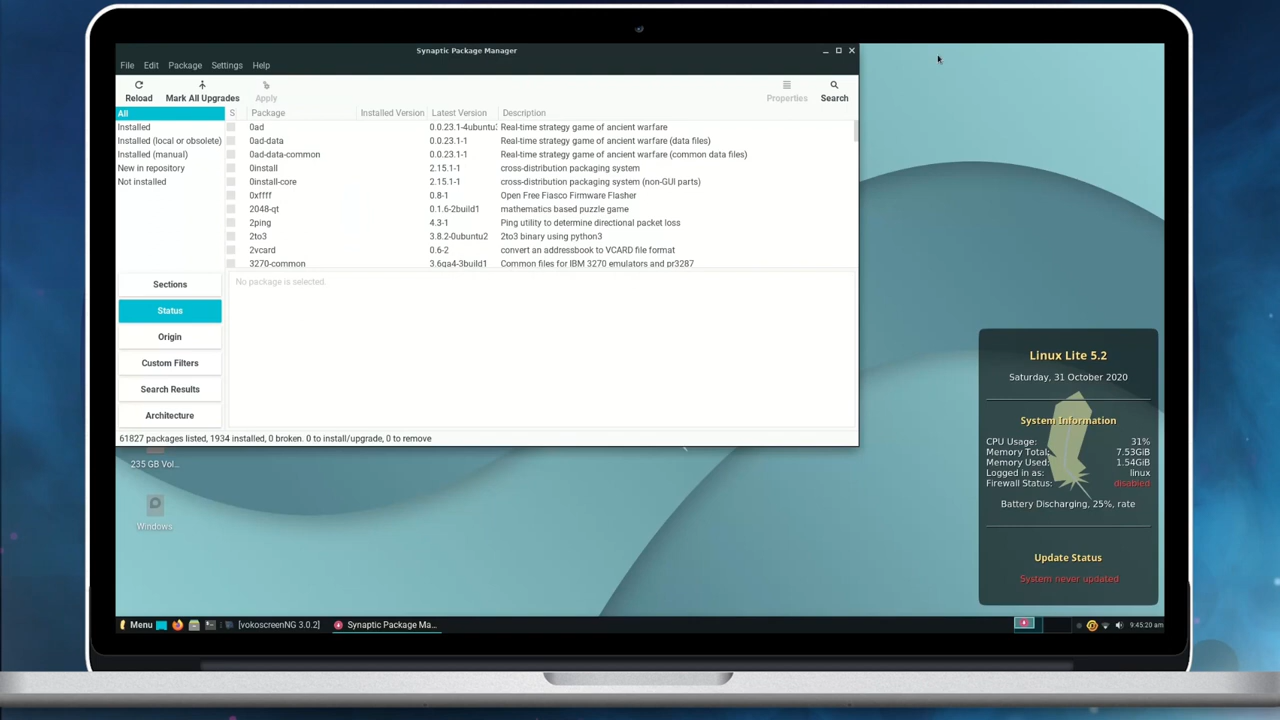 Synaptic Package Manager
File Edit Package Settings Help
Reload Mark All Upgrades Apply Properties Search
All S Package Installed Version Latest Version Description
Installed 0ad 0.0.23.1-4ubuntu: Real-time strategy game of ancient warfare
Installed (local or obsolete) 0ad-data 0.0.23.1-1 Real-time strategy game of ancient warfare (data files)
Installed (manual) 0ad-data-common 0.0.23.1-1 Real-time strategy game of ancient warfare (common data files)
New in repository 0install 2.15.1-1 cross-distribution packaging system
Not installed 0install-core 2.15.1-1 cross-distribution packaging system (non-GUI parts)
0xffff 0.8-1 Open Free Fiasco Firmware Flasher
2048-qt 0.1.6-2build1 mathematics based puzzle game
2ping 4.3-1 Ping utility to determine directional packet loss
2to3 3.8.2-0ubuntu2 2to3 binary using python3
2vcard 0.6-2 convert an addressbook to VCARD file format
3270-common 3.6ga4-3build1 Common files for IBM 3270 emulators and pr3287
No package is selected.
Sections
Status
Origin
Custom Filters
Search Results
Architecture
61827 packages listed, 1934 installed, 0 broken. 0 to install/upgrade, 0 to remove
235 GB Vol...
Windows
Linux Lite 5.2
Saturday, 31 October 2020
System Information
CPU Usage: 31%
Memory Total: 7.53GiB
Memory Used: 1.54GiB
Logged in as: linux
Firewall Status: disabled
Battery Discharging, 25%, rate
Update Status
System never updated
Menu [vokoscreenNG 3.0.2] Synaptic Package Ma... 9:45:20 am